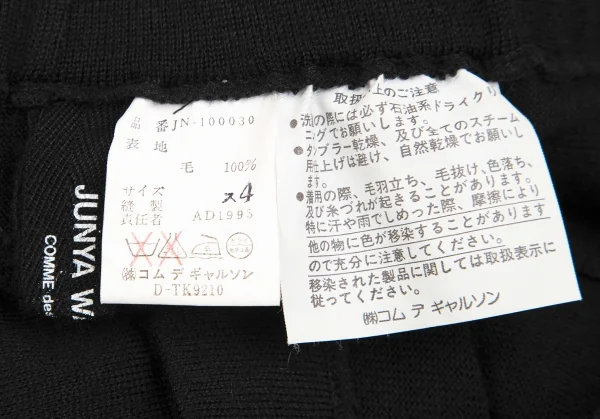 品番 JN-100030
表地
毛 100%
サイズ
縫製
責任者 AD1995
㈱コム デ ギャルソン
D-TK9210
取扱上のご注意
●洗濯の際には必ず石油系ドライクリ
ニングでお願いします。
●タンブラー乾燥、及び全てのスチーム
用仕上げは避け、自然乾燥でお願いし
ます。
●着用の際、毛羽立ち、毛抜け、色落ち、
及び糸づれが起きることがあります。
特に汗や雨でしめった際、摩擦により
他の物に色が移染することがあります
ので充分に注意して下さい。
移染された製品に関しては取扱表示に
従ってください。
㈱コム デ ギャルソン
JUNYA
COMME des